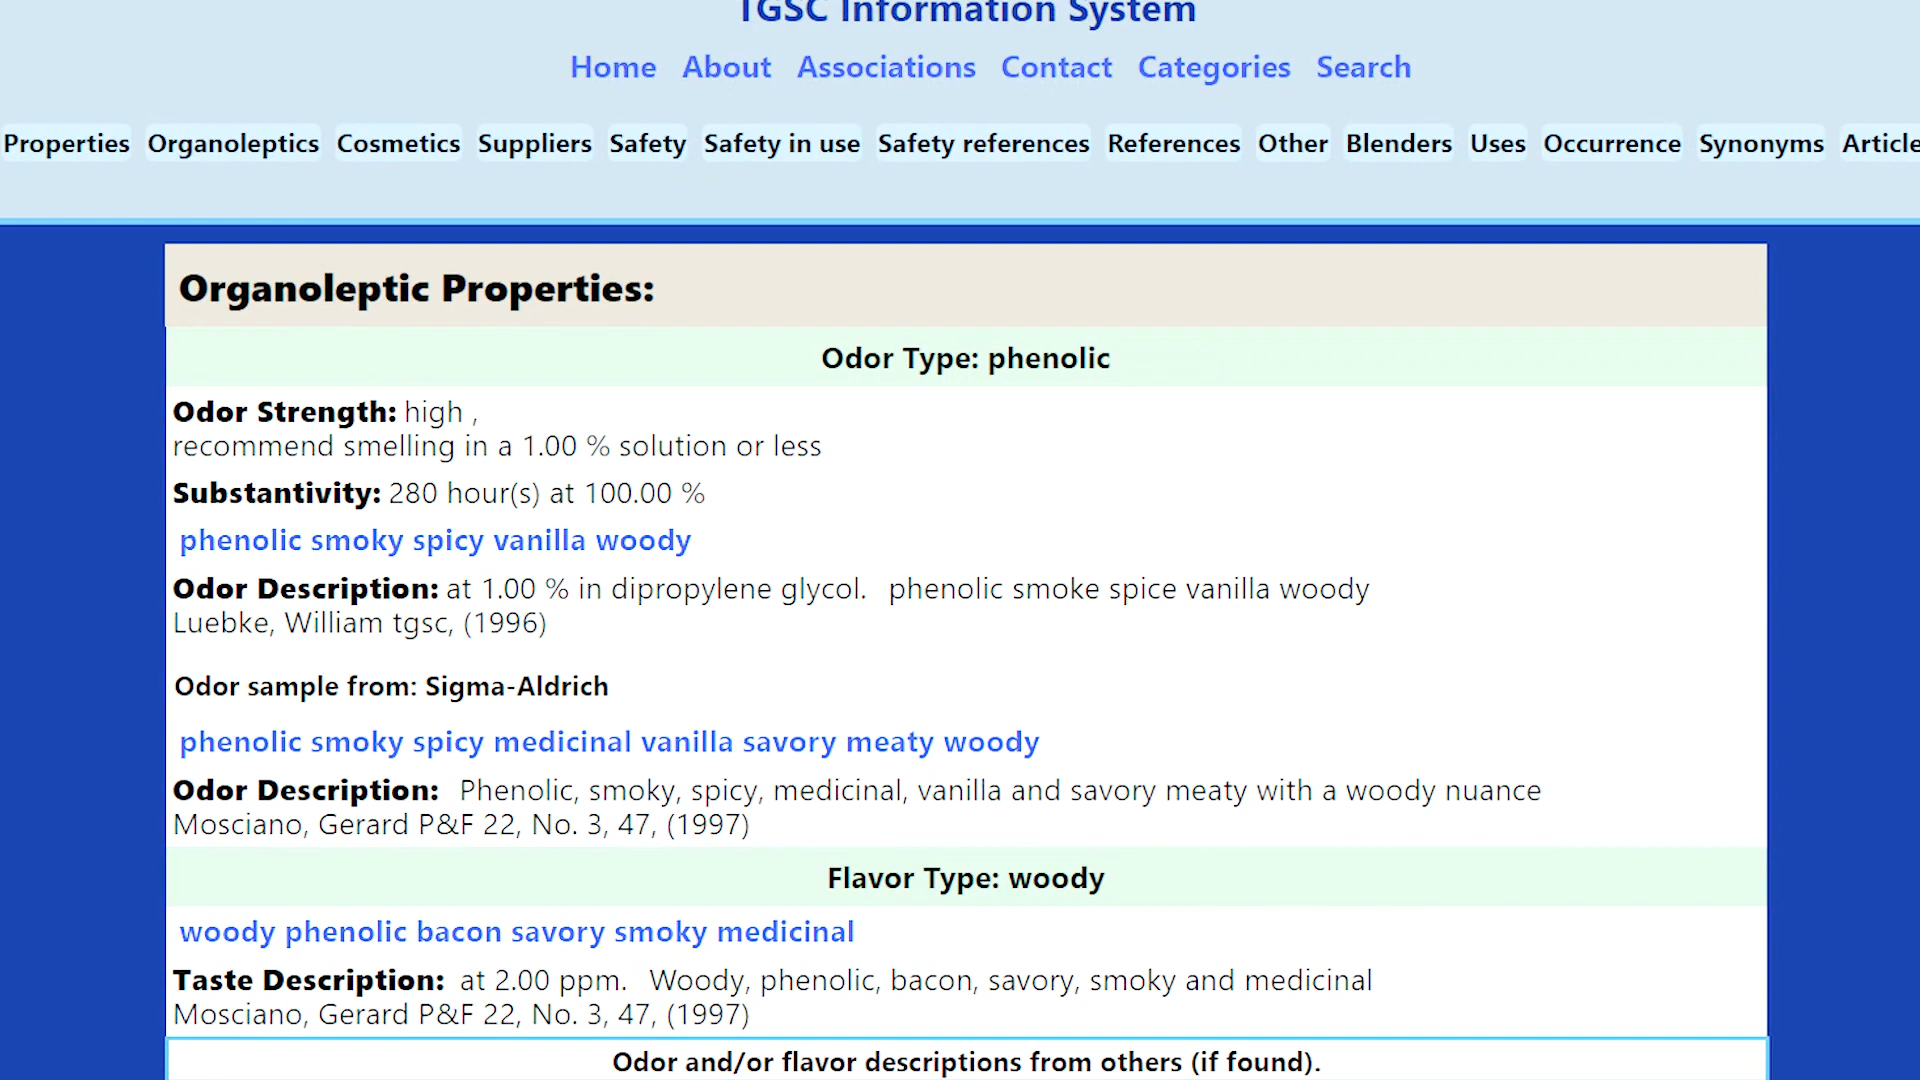 TGSC Information System
Home About Associations Contact Categories Search
Properties Organoleptics Cosmetics Suppliers Safety Safety in use Safety references References Other Blenders Uses Occurrence Synonyms Article
Organoleptic Properties:
Odor Type: phenolic
Odor Strength: high ,
recommend smelling in a 1.00 % solution or less
Substantivity: 280 hour(s) at 100.00 %
phenolic smoky spicy vanilla woody
Odor Description: at 1.00 % in dipropylene glycol. phenolic smoke spice vanilla woody
Luebke, William tgsc, (1996)
Odor sample from: Sigma-Aldrich
phenolic smoky spicy medicinal vanilla savory meaty woody
Odor Description: Phenolic, smoky, spicy, medicinal, vanilla and savory meaty with a woody nuance
Mosciano, Gerard P&F 22, No. 3, 47, (1997)
Flavor Type: woody
woody phenolic bacon savory smoky medicinal
Taste Description: at 2.00 ppm. Woody, phenolic, bacon, savory, smoky and medicinal
Mosciano, Gerard P&F 22, No. 3, 47, (1997)
Odor and/or flavor descriptions from others (if found).